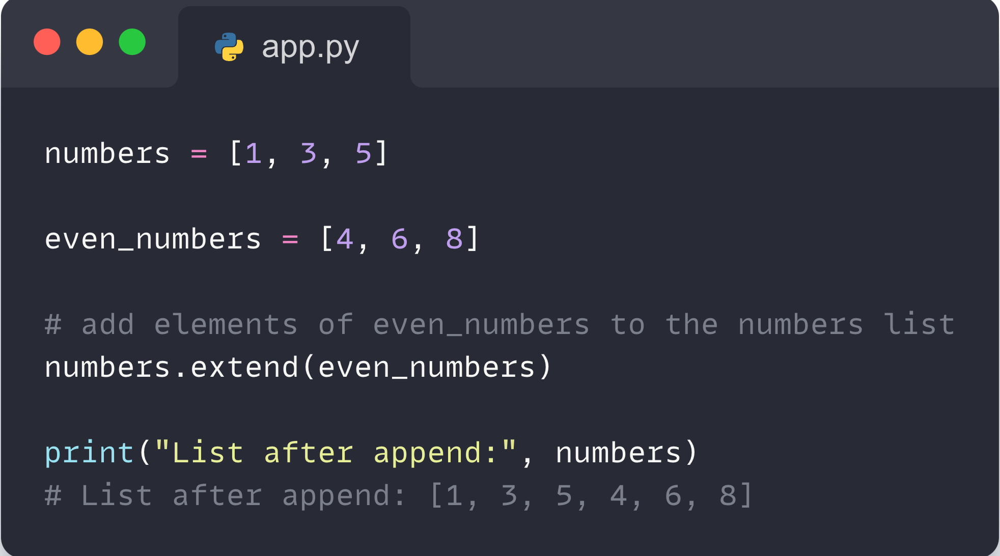 app.py
numbers = [1, 3, 5]
even_numbers = [4, 6, 8]
# add elements of even_numbers to the numbers list
numbers.extend(even_numbers)
print("List after append:", numbers)
# List after append: [1, 3, 5, 4, 6, 8]